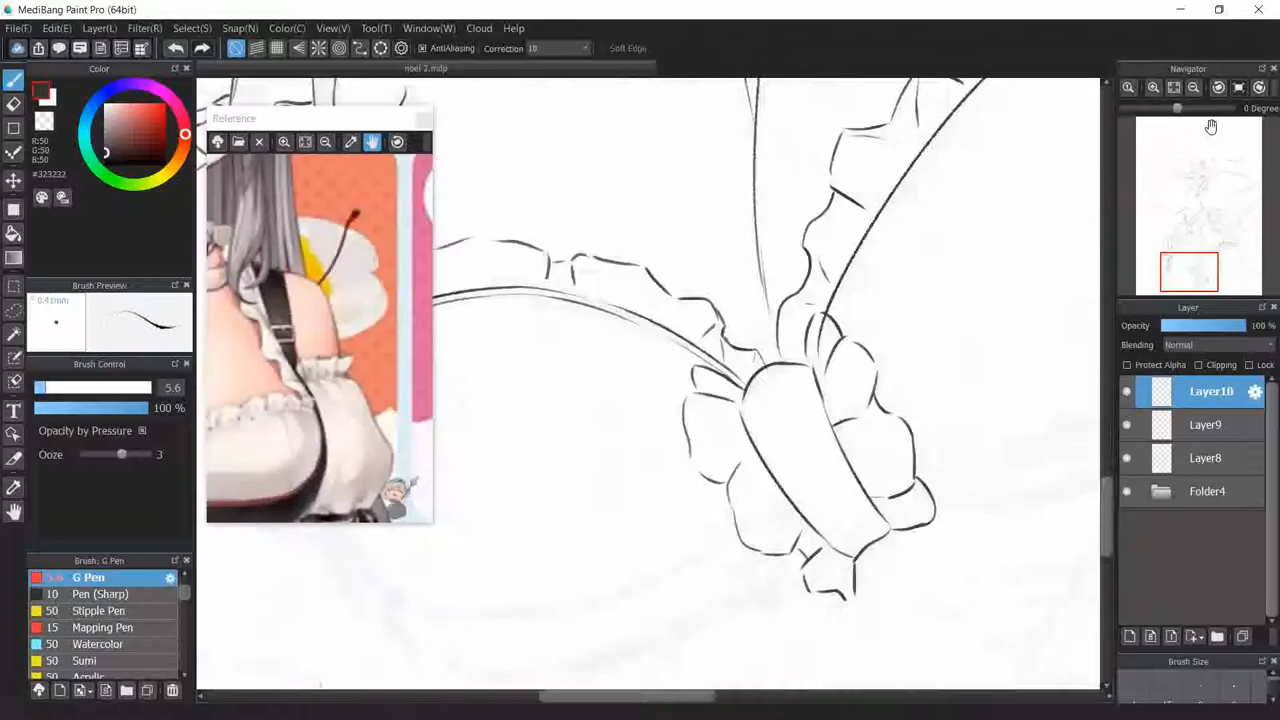 MediBang Paint Pro (64bit)
File(F) Edit(E) Layer(L) Filter(R) Select(S) Snap(N) Color(C) View(V) Tool(T) Window(W) Cloud Help
AntiAliasing Correction 10 Soft Edge
Color
noel 2.mdp
Navigator
0 Degree
R:50
G:50
B:50
#323232
Reference
Brush Preview
0.41mm
Brush Control
5.6
100 %
Opacity by Pressure
Ooze 3
Brush: G Pen
G Pen
10 Pen (Sharp)
50 Stipple Pen
15 Mapping Pen
50 Watercolor
50 Sumi
50 Acrylic
Layer
Opacity 100 %
Blending Normal
Protect Alpha Clipping Lock
Layer10
Layer9
Layer8
Folder4
Brush Size